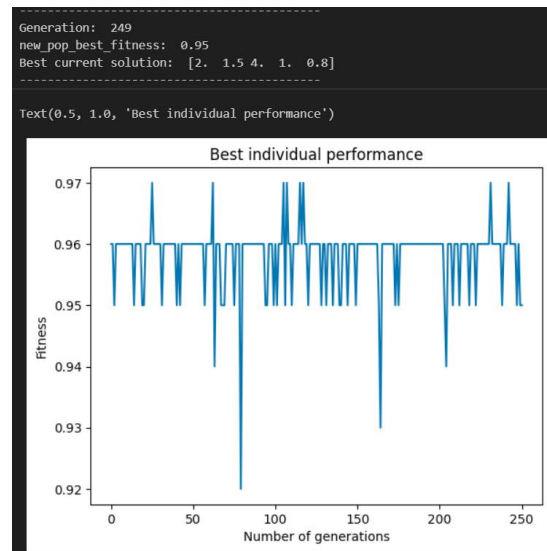 --------------------------------------------
Generation:  249
new_pop_best_fitness:  0.95
Best current solution:  [2.  1.5 4.  1.  0.8]
--------------------------------------------
Text(0.5, 1.0, 'Best individual performance')
Best individual performance
0.97
0.96
0.95
0.94
0.93
0.92
Fitness
0
50
100
150
200
250
Number of generations